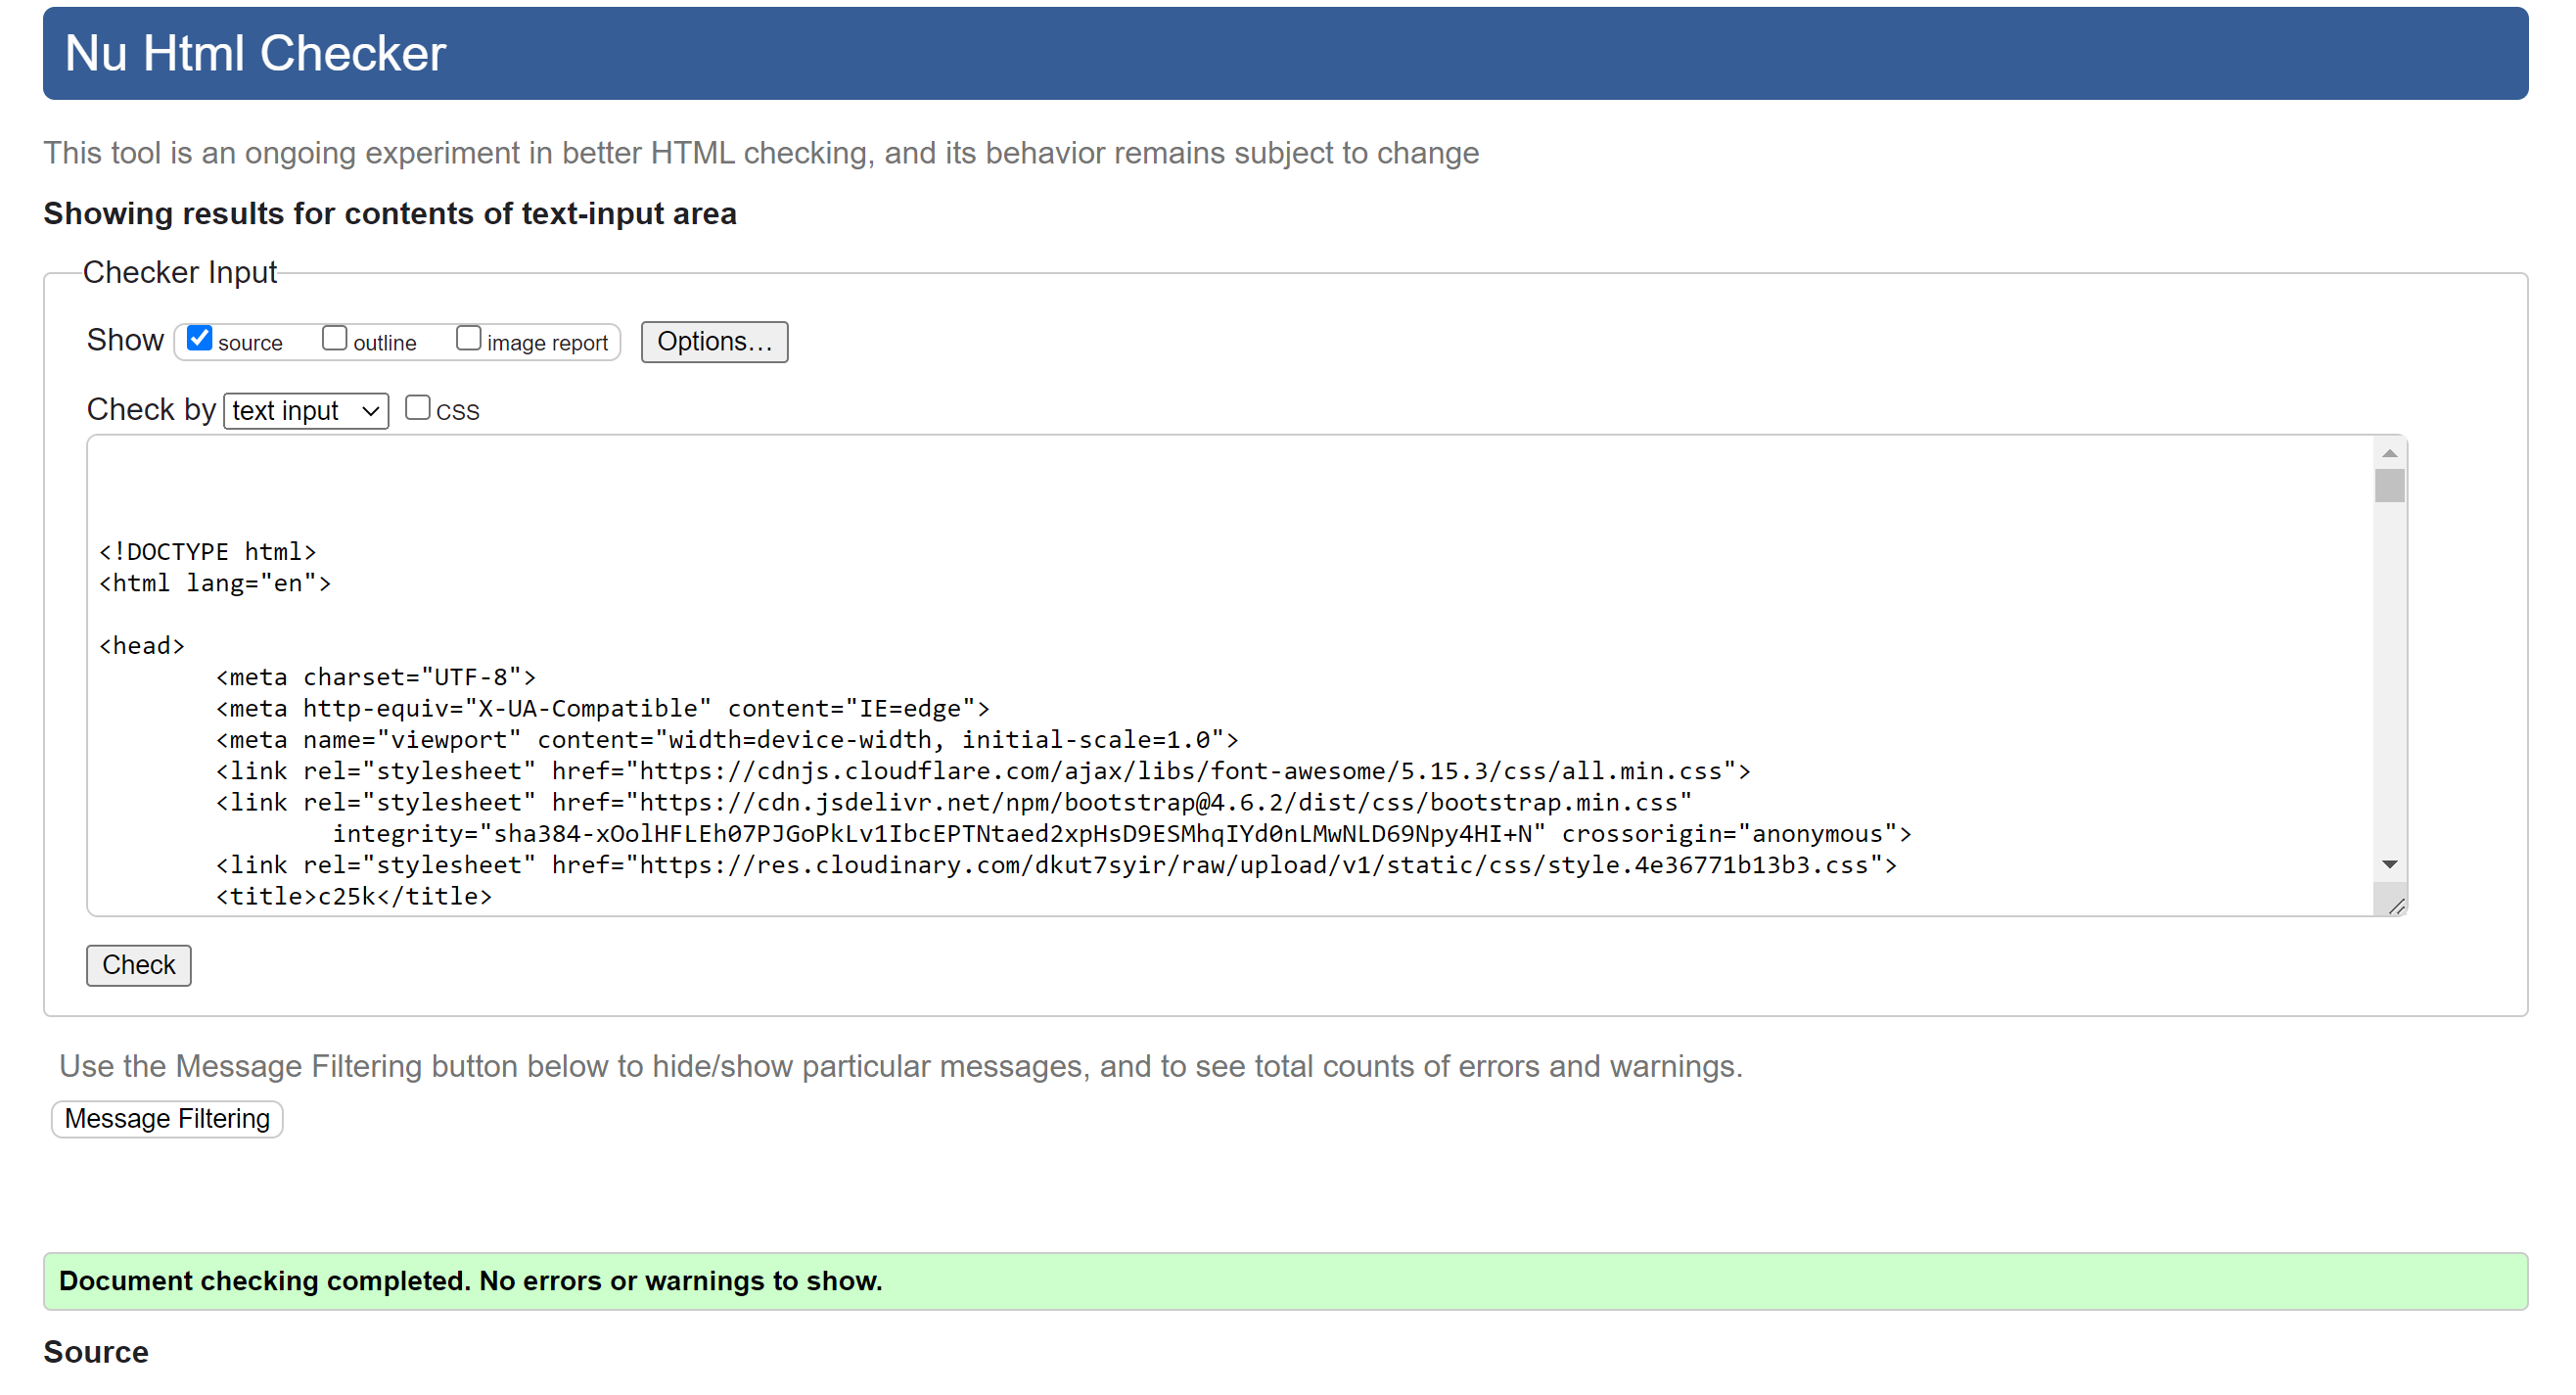 Nu Html Checker
This tool is an ongoing experiment in better HTML checking, and its behavior remains subject to change
Showing results for contents of text-input area
Checker Input
Show source outline image report Options…
Check by text input CSS
<!DOCTYPE html>
<html lang="en">
<head>
<meta charset="UTF-8">
<meta http-equiv="X-UA-Compatible" content="IE=edge">
<meta name="viewport" content="width=device-width, initial-scale=1.0">
<link rel="stylesheet" href="https://cdnjs.cloudflare.com/ajax/libs/font-awesome/5.15.3/css/all.min.css">
<link rel="stylesheet" href="https://cdn.jsdelivr.net/npm/bootstrap@4.6.2/dist/css/bootstrap.min.css"
integrity="sha384-xOolHFLEh07PJGoPkLv1IbcEPTNtaed2xpHsD9ESMhqIYd0nLMwNLD69Npy4HI+N" crossorigin="anonymous">
<link rel="stylesheet" href="https://res.cloudinary.com/dkut7syir/raw/upload/v1/static/css/style.4e36771b13b3.css">
<title>c25k</title>
Check
Use the Message Filtering button below to hide/show particular messages, and to see total counts of errors and warnings.
Message Filtering
Document checking completed. No errors or warnings to show.
Source